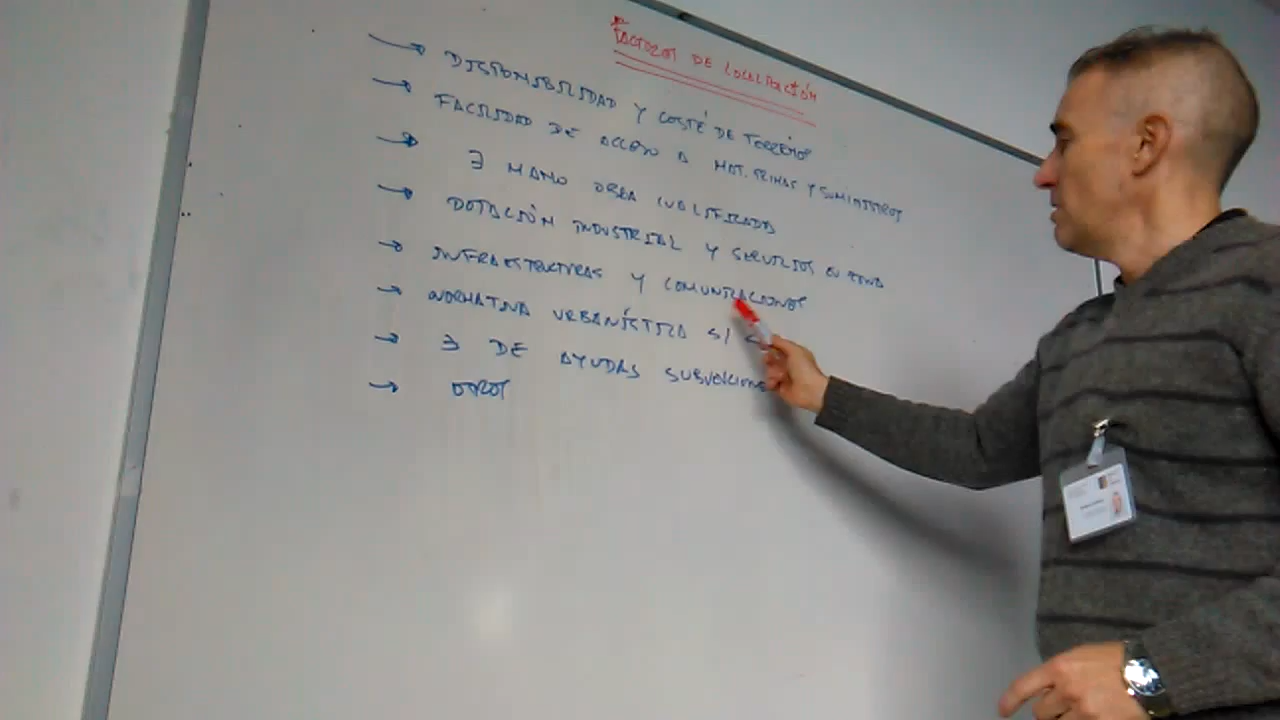 FACTORES DE LOCALIZACIÓN
→ DISPONIBILIDAD Y COSTE DE TERRENOS
→ FACILIDAD DE ACCESO A MAT. PRIMAS Y SUMINISTROS
→ ∃ MANO OBRA CUALIFICADA
→ DOTACIÓN INDUSTRIAL Y SERVICIOS EN ZONA
→ INFRAESTRUCTURAS Y COMUNICACIONES
→ NORMATIVA URBANÍSTICA S/
→ ∃ DE AYUDAS SUBVENCIONES
→ OTROS